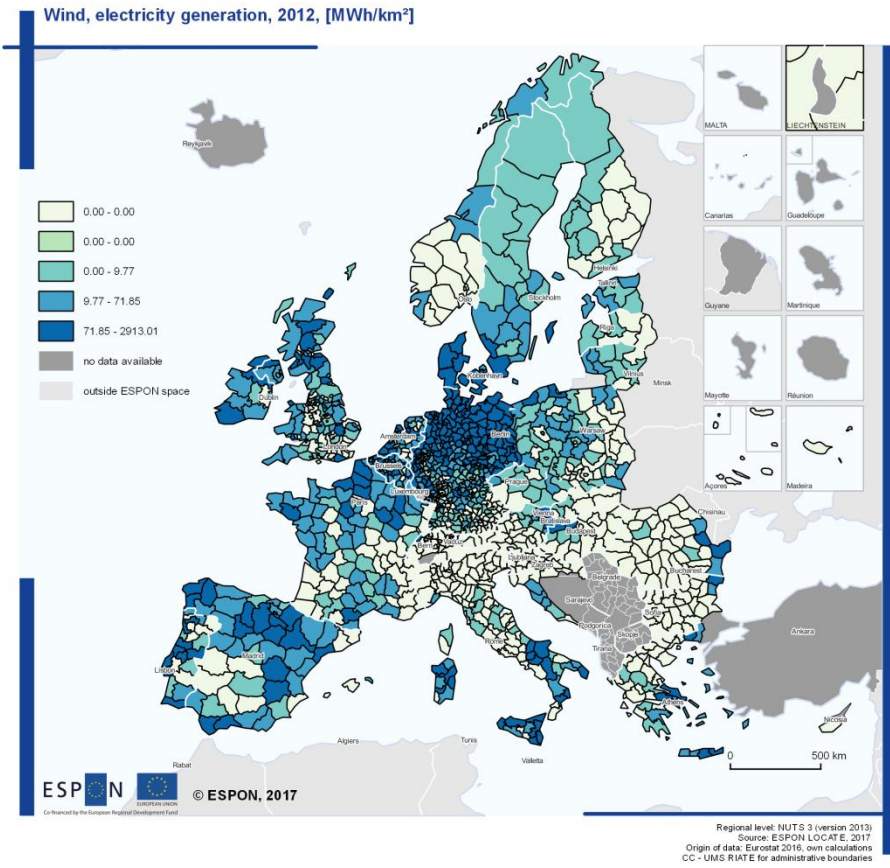 Wind, electricity generation, 2012, [MWh/km²]
MALTA
LIECHTENSTEIN
Reykjavik
Canarias
Guadeloupe
0.00 - 0.00
0.00 - 0.00
0.00 - 9.77
9.77 - 71.85
71.85 - 2913.01
no data available
outside ESPON space
Guyane
Martinique
Helsinki
Tallinn
Oslo
Stockholm
Riga
Mayotte
Réunion
København
Vilnius
Minsk
Dublin
Açores
Madeira
Amsterdam
Berlin
Warsaw
London
Brussels
Luxembourg
Prague
Paris
Vienna
Bratislava
Budapest
Chisinau
Bern
Vaduz
Ljubljana
Zagreb
Bucharest
Belgrade
Sarajevo
Sofia
Podgorica
Skopje
Rome
Tirana
Ankara
Madrid
Lisbon
Athens
Nicosia
Algiers
Tunis
Valletta
Rabat
0 500 km
ESPON
EUROPEAN UNION
© ESPON, 2017
Co-financed by the European Regional Development Fund
Regional level: NUTS 3 (version 2013)
Source: ESPON LOCATE, 2017
Origin of data: Eurostat 2016, own calculations
CC - UMS RIATE for administrative boundaries